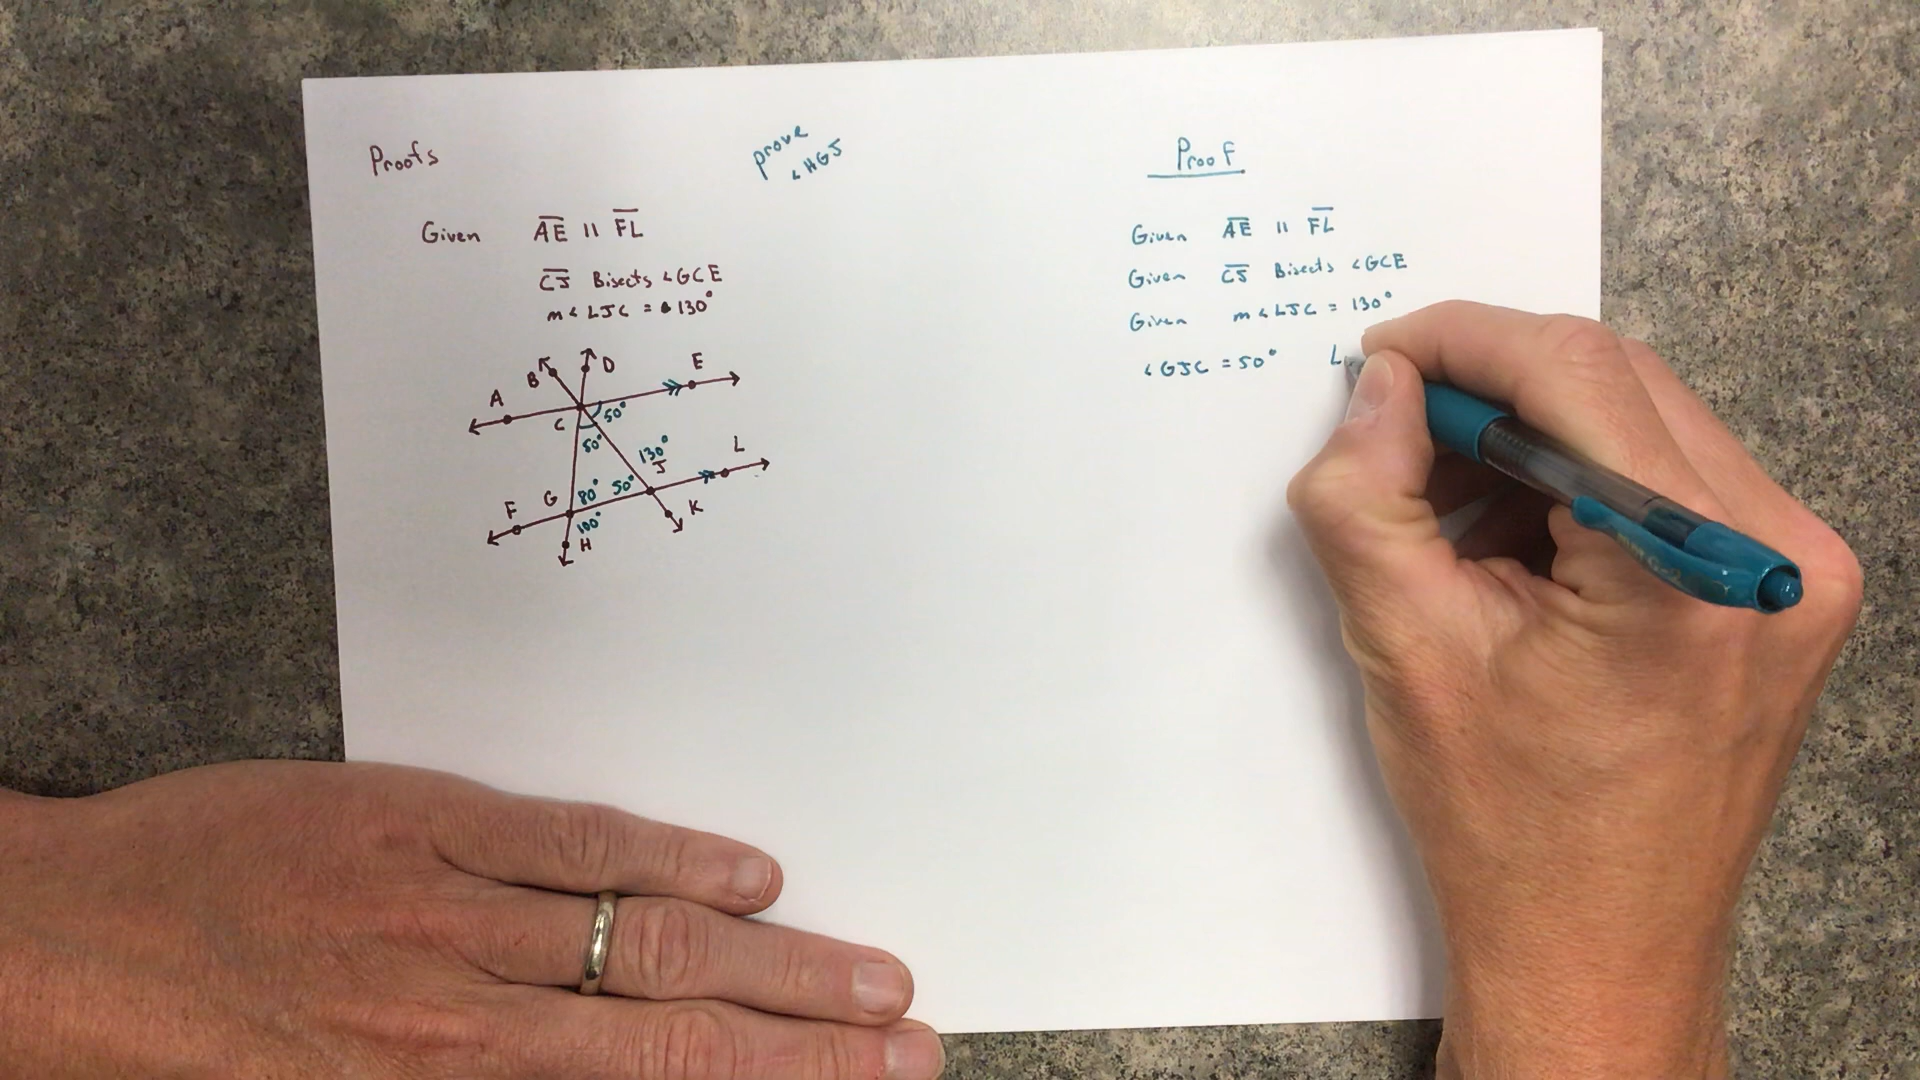 Proofs
prove
∠HGJ
Given AE || FL
CJ Bisects ∠GCE
m∠LJC = 130°
B D E
A
C 50°
50°
130°
J L
G 80° 50°
F K
100°
H
Proof
Given AE || FL
Given CJ Bisects ∠GCE
Given m∠LJC = 130°
∠GJC = 50° L